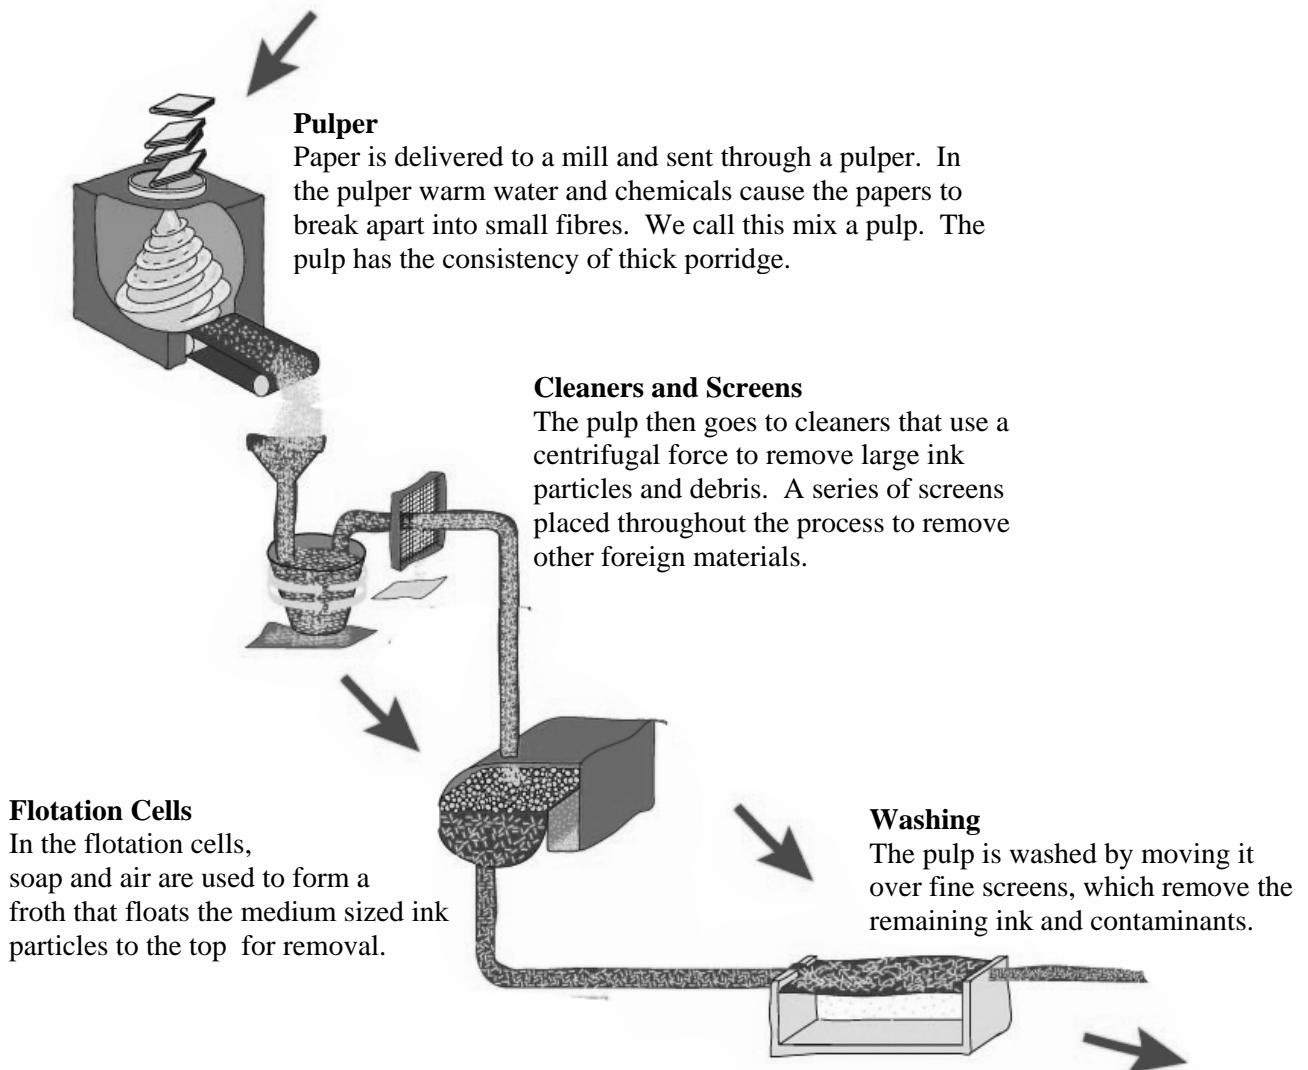 Pulper
Paper is delivered to a mill and sent through a pulper.  In
the pulper warm water and chemicals cause the papers to
break apart into small fibres.  We call this mix a pulp.  The
pulp has the consistency of thick porridge.
Cleaners and Screens
The pulp then goes to cleaners that use a
centrifugal force to remove large ink
particles and debris.  A series of screens
placed throughout the process to remove
other foreign materials.
Flotation Cells
In the flotation cells,
soap and air are used to form a
froth that floats the medium sized ink
particles to the top  for removal.
Washing
The pulp is washed by moving it
over fine screens, which remove the
remaining ink and contaminants.